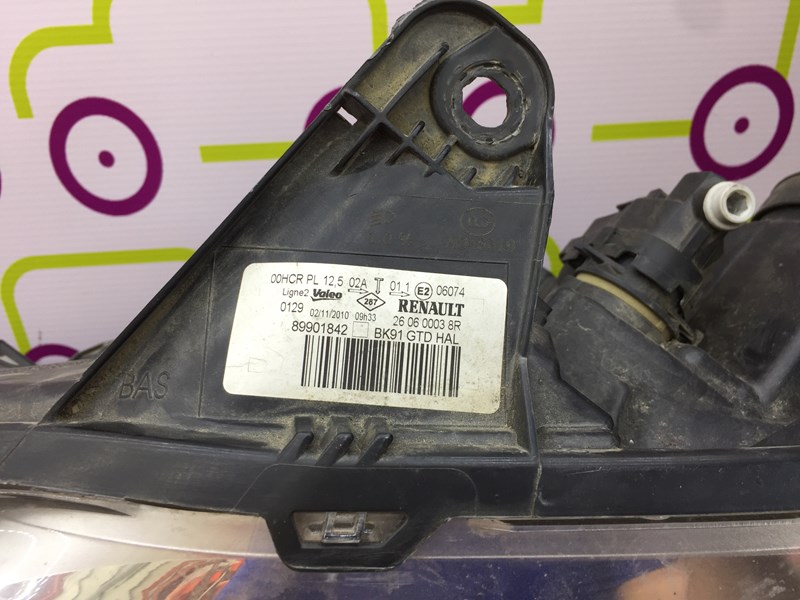 00HCR PL 12,5 02A 01.1 E2 06074
Ligne2 Valeo 28T RENAULT
0129 02/11/2010 09h33 26 06 0003 8R
89901842 BK91 GTD HAL
BAS